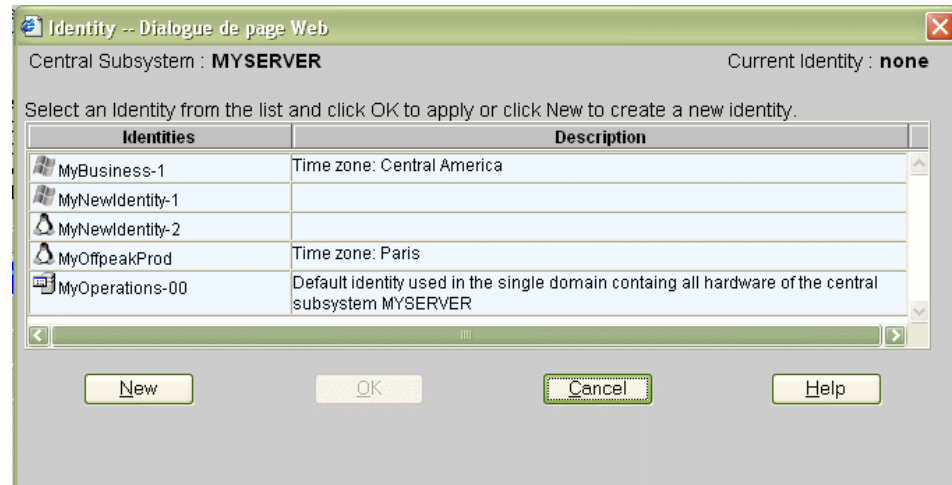 Identity -- Dialogue de page Web
Central Subsystem : MYSERVER Current Identity : none
Select an Identity from the list and click OK to apply or click New to create a new identity.
Identities Description
MyBusiness-1 Time zone: Central America
MyNewIdentity-1
MyNewIdentity-2
MyOffpeakProd Time zone: Paris
MyOperations-00 Default identity used in the single domain containg all hardware of the central
subsystem MYSERVER
New OK Cancel Help